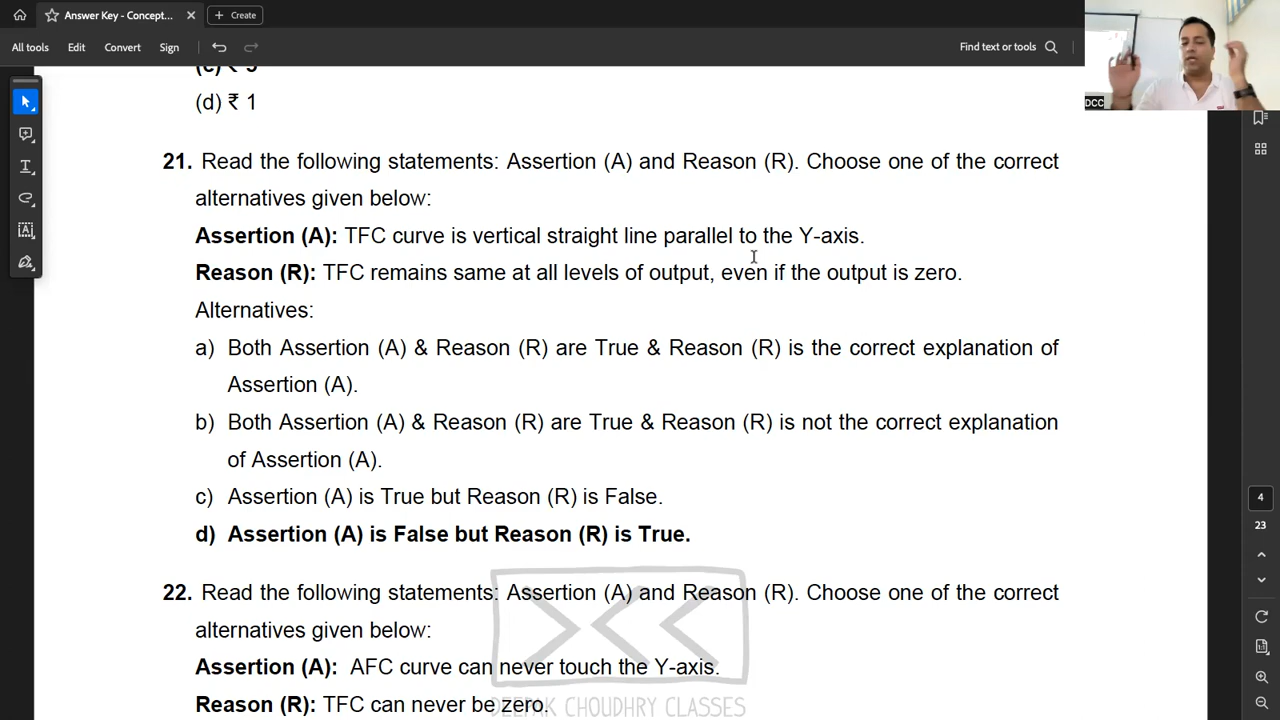 Answer Key - Concept...
Create
All tools Edit Convert Sign Find text or tools
DCC
(d) ₹ 1
21. Read the following statements: Assertion (A) and Reason (R). Choose one of the correct
alternatives given below:
Assertion (A): TFC curve is vertical straight line parallel to the Y-axis.
Reason (R): TFC remains same at all levels of output, even if the output is zero.
Alternatives:
a) Both Assertion (A) & Reason (R) are True & Reason (R) is the correct explanation of
Assertion (A).
b) Both Assertion (A) & Reason (R) are True & Reason (R) is not the correct explanation
of Assertion (A).
c) Assertion (A) is True but Reason (R) is False.
d) Assertion (A) is False but Reason (R) is True.
4
23
22. Read the following statements: Assertion (A) and Reason (R). Choose one of the correct
alternatives given below:
Assertion (A): AFC curve can never touch the Y-axis.
Reason (R): TFC can never be zero.
DEEPAK CHOUDHRY CLASSES